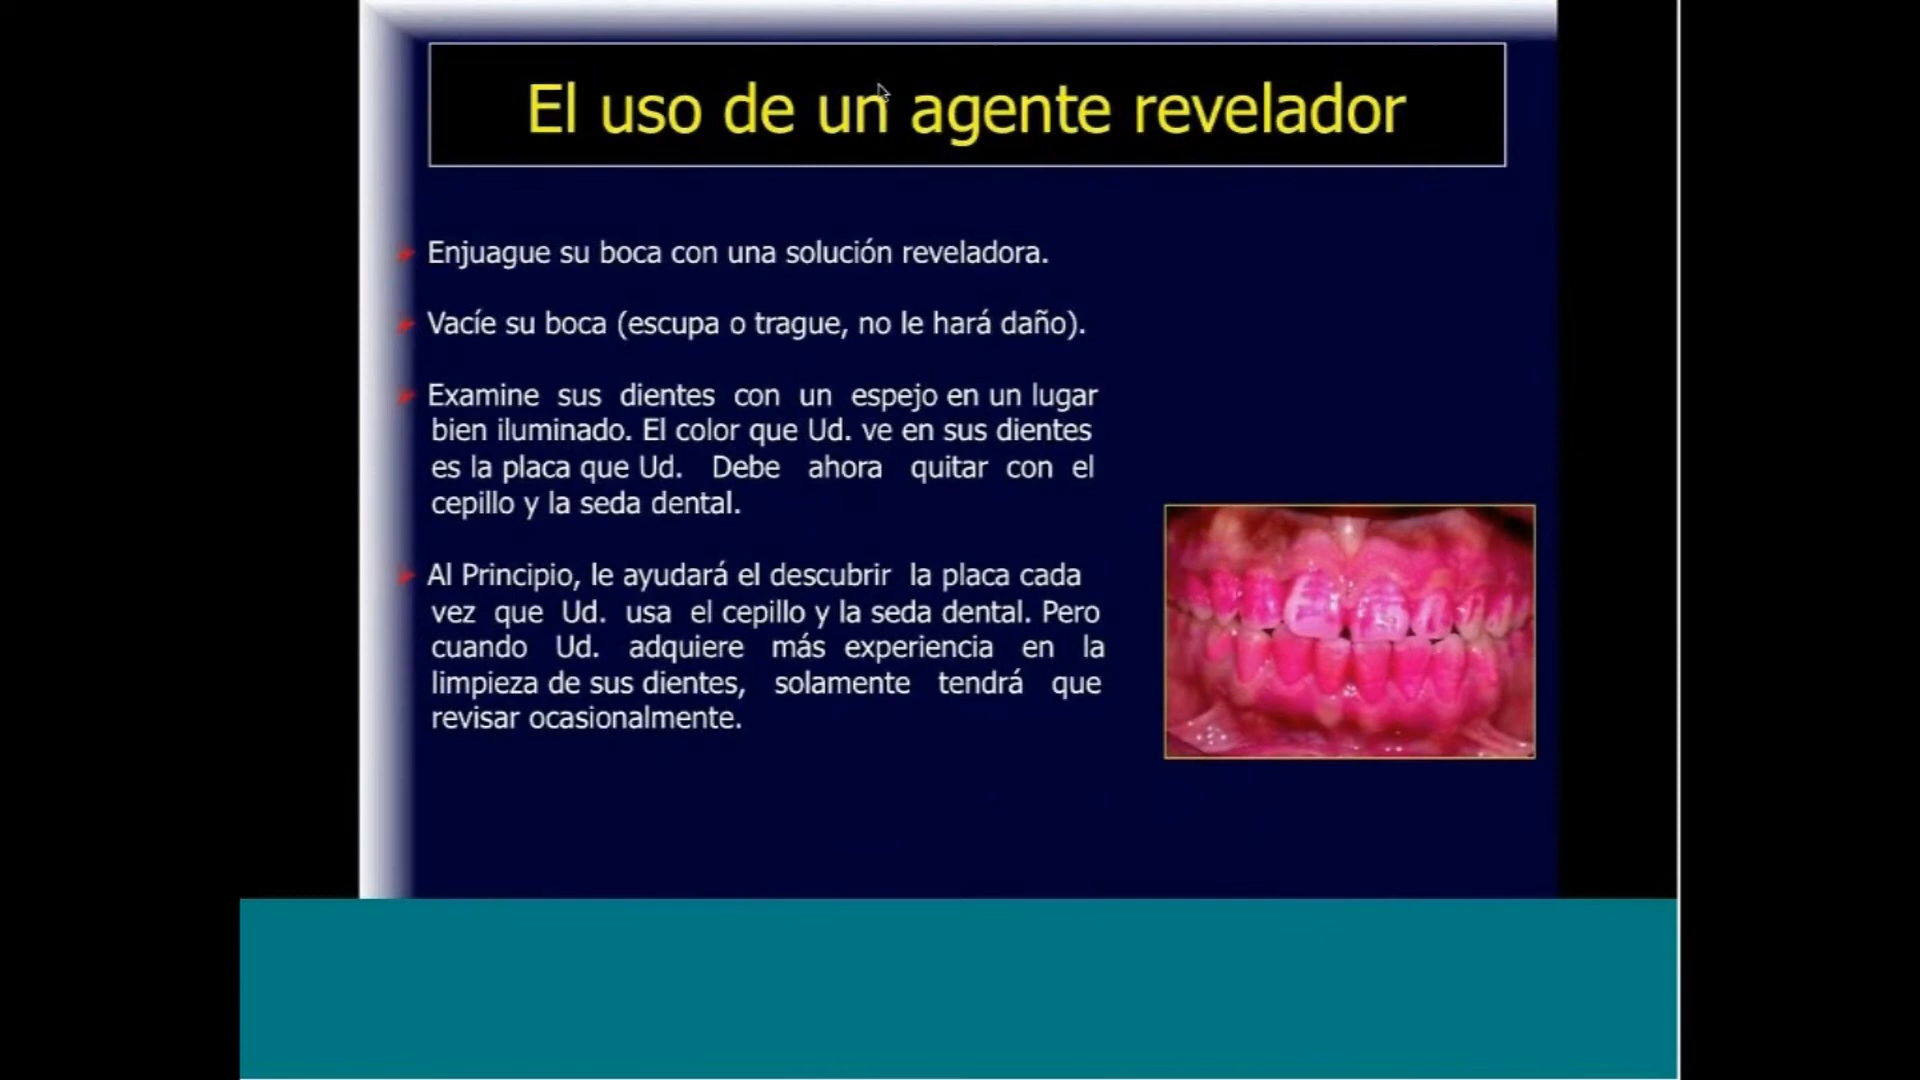 El uso de un agente revelador
Enjuague su boca con una solución reveladora.
Vacíe su boca (escupa o trague, no le hará daño).
Examine sus dientes con un espejo en un lugar
bien iluminado. El color que Ud. ve en sus dientes
es la placa que Ud. Debe ahora quitar con el
cepillo y la seda dental.
Al Principio, le ayudará el descubrir la placa cada
vez que Ud. usa el cepillo y la seda dental. Pero
cuando Ud. adquiere más experiencia en la
limpieza de sus dientes, solamente tendrá que
revisar ocasionalmente.